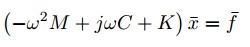 (−ω²M + jωC + K) x̄ = f̄